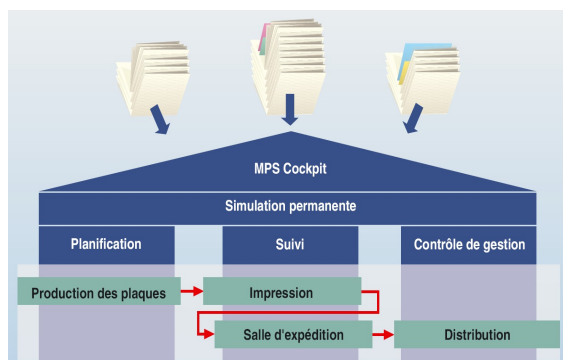 MPS Cockpit
Simulation permanente
Planification
Suivi
Contrôle de gestion
Production des plaques
Impression
Salle d'expédition
Distribution